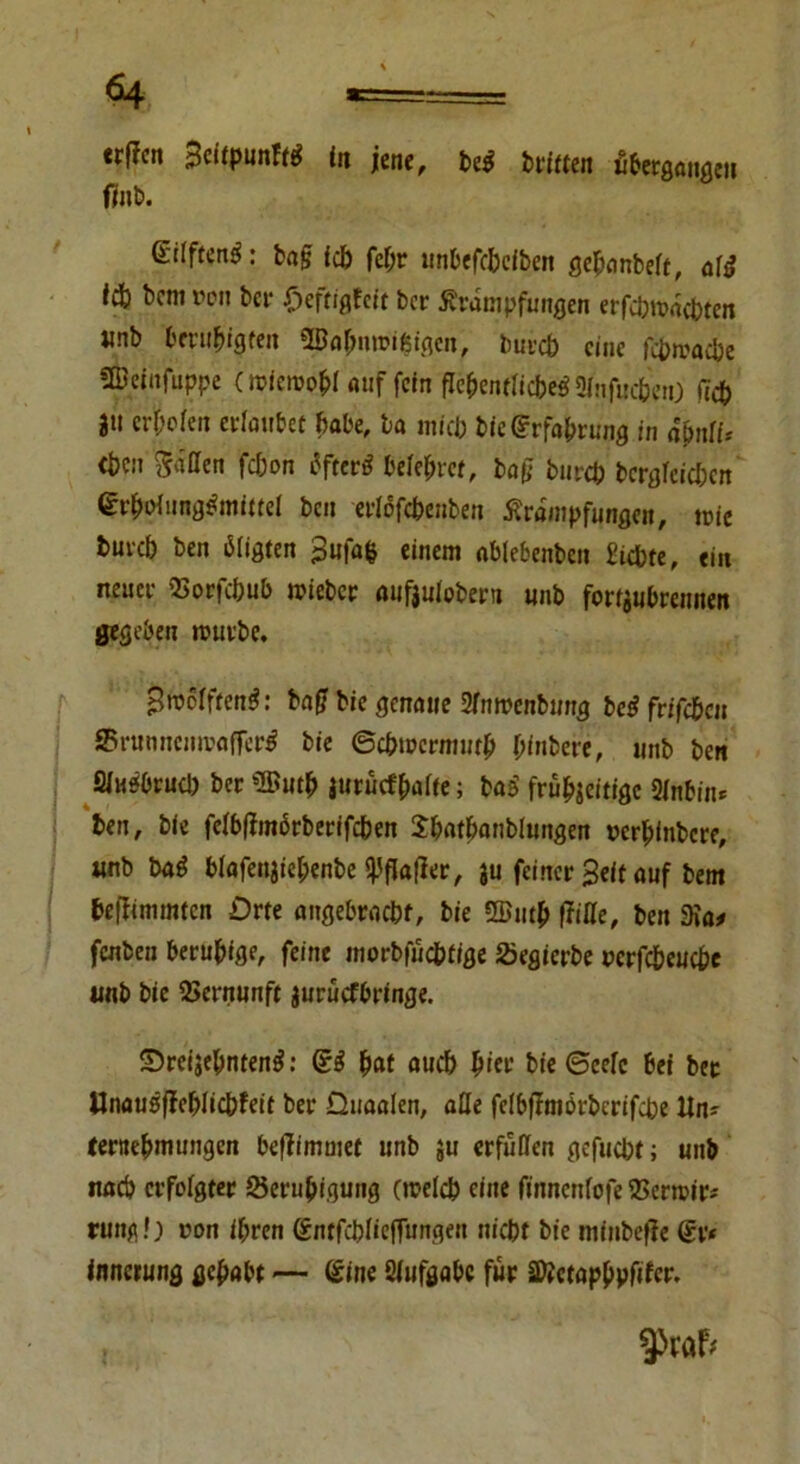 64
erſten Zeitpunkts in jene, des dritten übergangen
ſind.
Eilftens: daß ich ſehr unbeſcheiden gehandelt, als
ich dem von der Heftigkeit der Krämpfungen erſchwächten
und beruhigten Wahnwitzigen, durch eine ſchwache
Weinſuppe (wiewohl auf ſein flehentliches Anſuchen) ſich
zu erholen erlaubet habe, da mich die Erfahrung in ähnli-
chen Fällen ſchon öfters belehret, daß durch dergleichen
Erholungsmittel den erlöſchenden Krämpfungen, wie
durch den öligten Zuſatz einem ablebenden Lichte, ein
neuer Vorſchub wieder aufzulodern und fortzubrennen
gegeben wurde.
Zwölftens: daß die genaue Anwendung des friſchen
Brunnenwaſſers die Schwermuth hindere, und den
Ausbruch der Wuth zurückhalte; das frühzeitige Anbin-
den, die ſelbſtmörderiſchen Thathandlungen verhindere,
und das blaſenziehende Pflaſter, zu ſeiner Zeit auf dem
beſtimmten Orte angebracht, die Wuth ſtille, den Ra-
ſenden beruhige, ſeine mordſüchtige Begierde verſcheuche
und die Vernunft zurückbringe.
Dreizehntens: Es hat auch hier die Seele bei der
Unausſtehlichkeit der Quaalen, alle ſelbſtmörderiſche Un-
ternehmungen beſtimmet und zu erfüllen geſucht; und
nach erfolgter Beruhigung (welch eine ſinnenloſe Verwir-
rung!) von ihren Entſchlieſſungen nicht die mindeſte Er-
innerung gehabt — Eine Aufgabe für Metaphyſiker.
Prak-